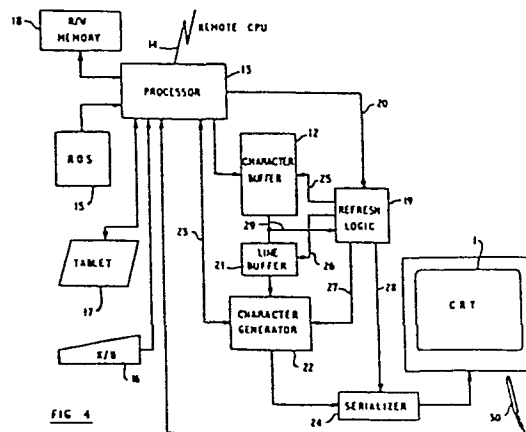 18
R/W
MEMORY
14
REMOTE CPU
13
PROCESSOR
20
12
ROS
15
CHARACTER
BUFFER
25
19
REFRESH
LOGIC
23
29
TABLET
17
21
LINE
BUFFER
26
27
28
1
CRT
K/B
16
CHARACTER
GENERATOR
22
SERIALIZER
24
30
FIG 4